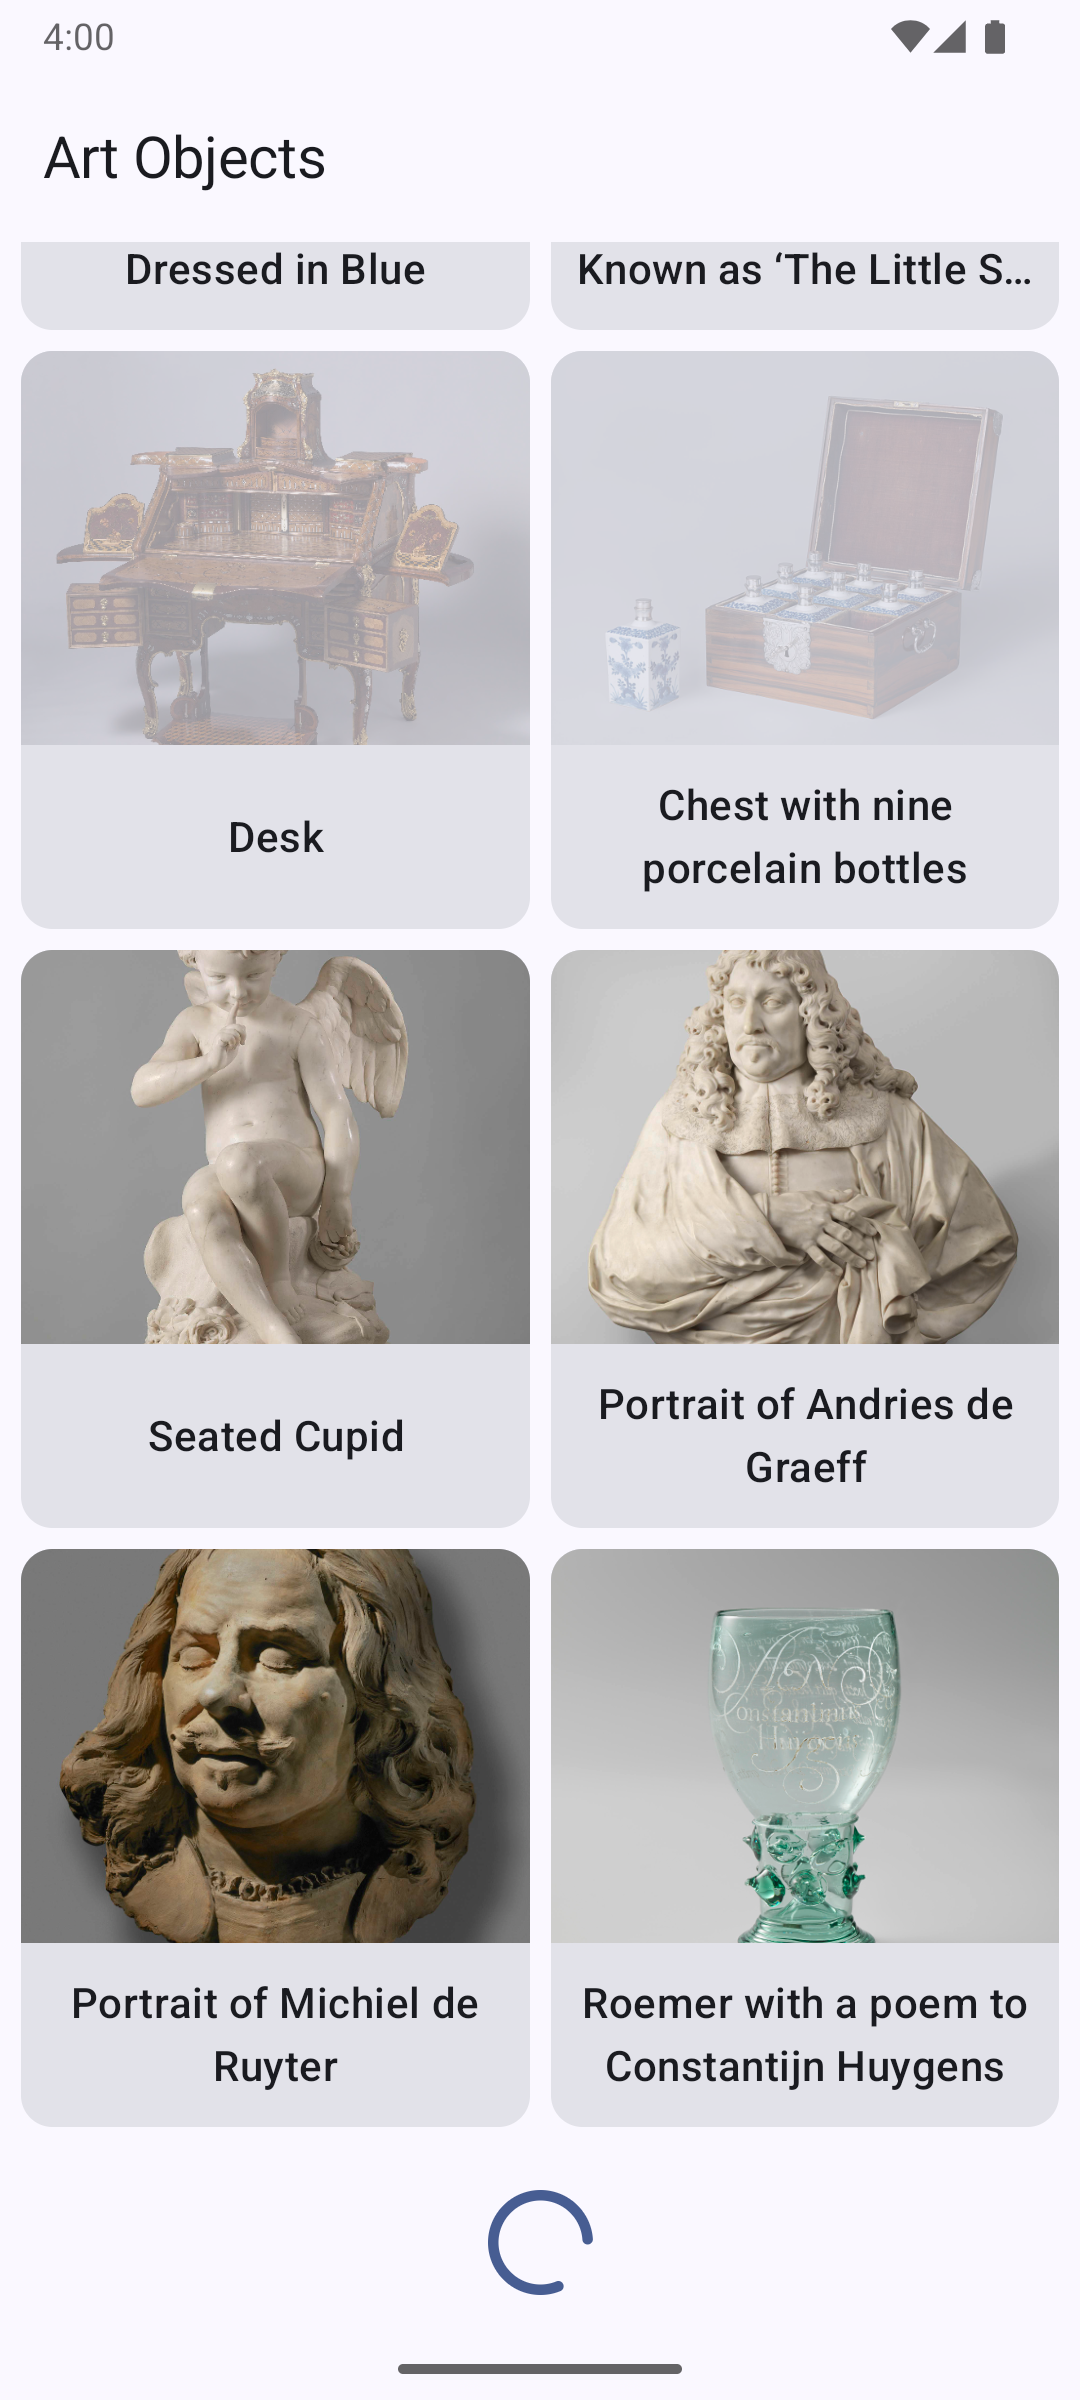 4:00
Art Objects
Dressed in Blue
Known as ‘The Little S…
Desk
Chest with nine
porcelain bottles
Seated Cupid
Portrait of Andries de
Graeff
Portrait of Michiel de
Ruyter
onstantijns
Roemer with a poem to
Constantijn Huygens